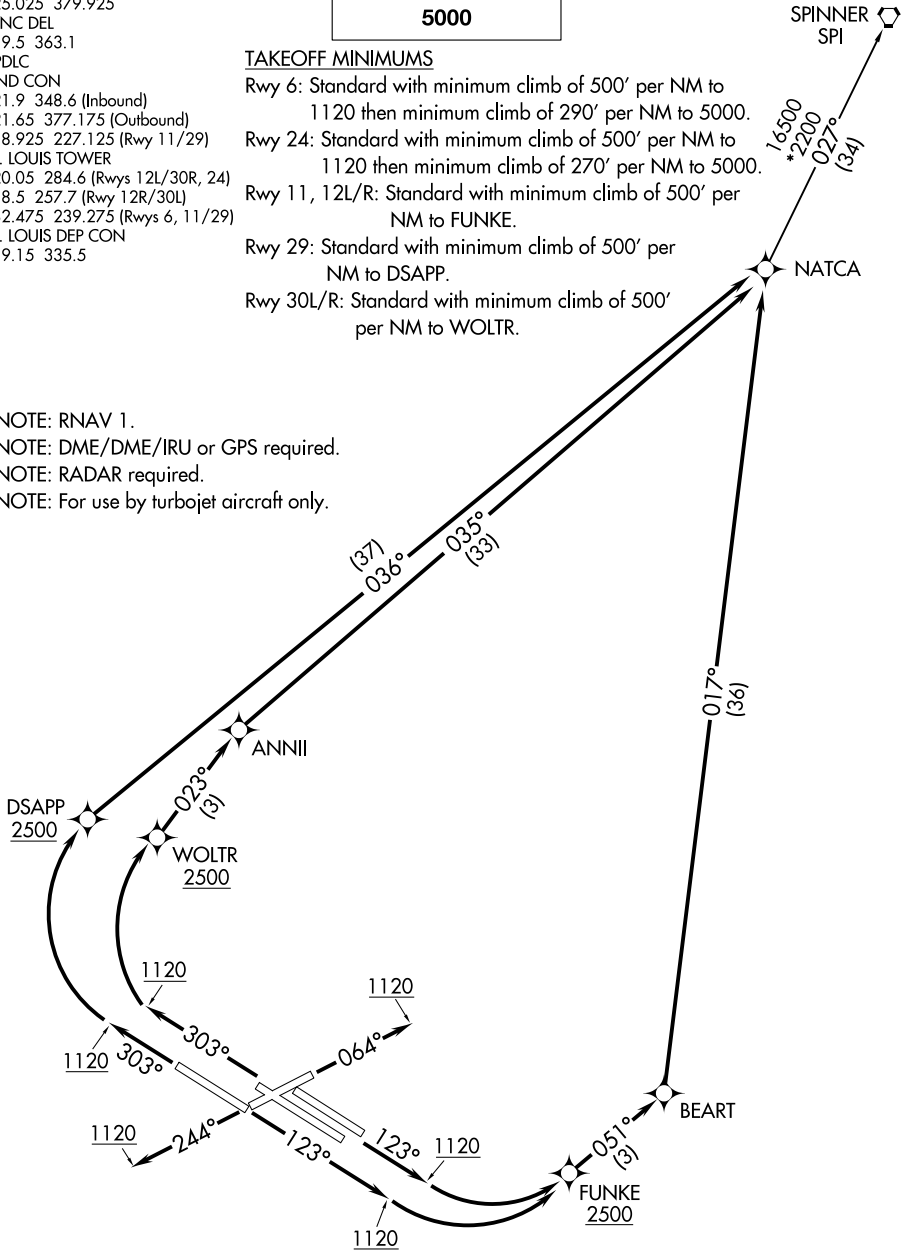 25.025 379.925
NC DEL
9.5 363.1
PDLC
ND CON
21.9 348.6 (Inbound)
21.65 377.175 (Outbound)
8.925 227.125 (Rwy 11/29)
. LOUIS TOWER
20.05 284.6 (Rwys 12L/30R, 24)
8.5 257.7 (Rwy 12R/30L)
2.475 239.275 (Rwys 6, 11/29)
. LOUIS DEP CON
9.15 335.5
5000
TAKEOFF MINIMUMS
Rwy 6: Standard with minimum climb of 500' per NM to
1120 then minimum climb of 290' per NM to 5000.
Rwy 24: Standard with minimum climb of 500' per NM to
1120 then minimum climb of 270' per NM to 5000.
Rwy 11, 12L/R: Standard with minimum climb of 500' per
NM to FUNKE.
Rwy 29: Standard with minimum climb of 500' per
NM to DSAPP.
Rwy 30L/R: Standard with minimum climb of 500'
per NM to WOLTR.
SPINNER
SPI
16500
*2200
027°
(34)
NATCA
NOTE: RNAV 1.
NOTE: DME/DME/IRU or GPS required.
NOTE: RADAR required.
NOTE: For use by turbojet aircraft only.
(37)
036°
035°
(33)
017°
(36)
ANNII
023°
(3)
DSAPP
2500
WOLTR
2500
1120
303°
1120
303°
1120
064°
1120
244°
123°
1120
123°
1120
051°
(3)
BEART
FUNKE
2500